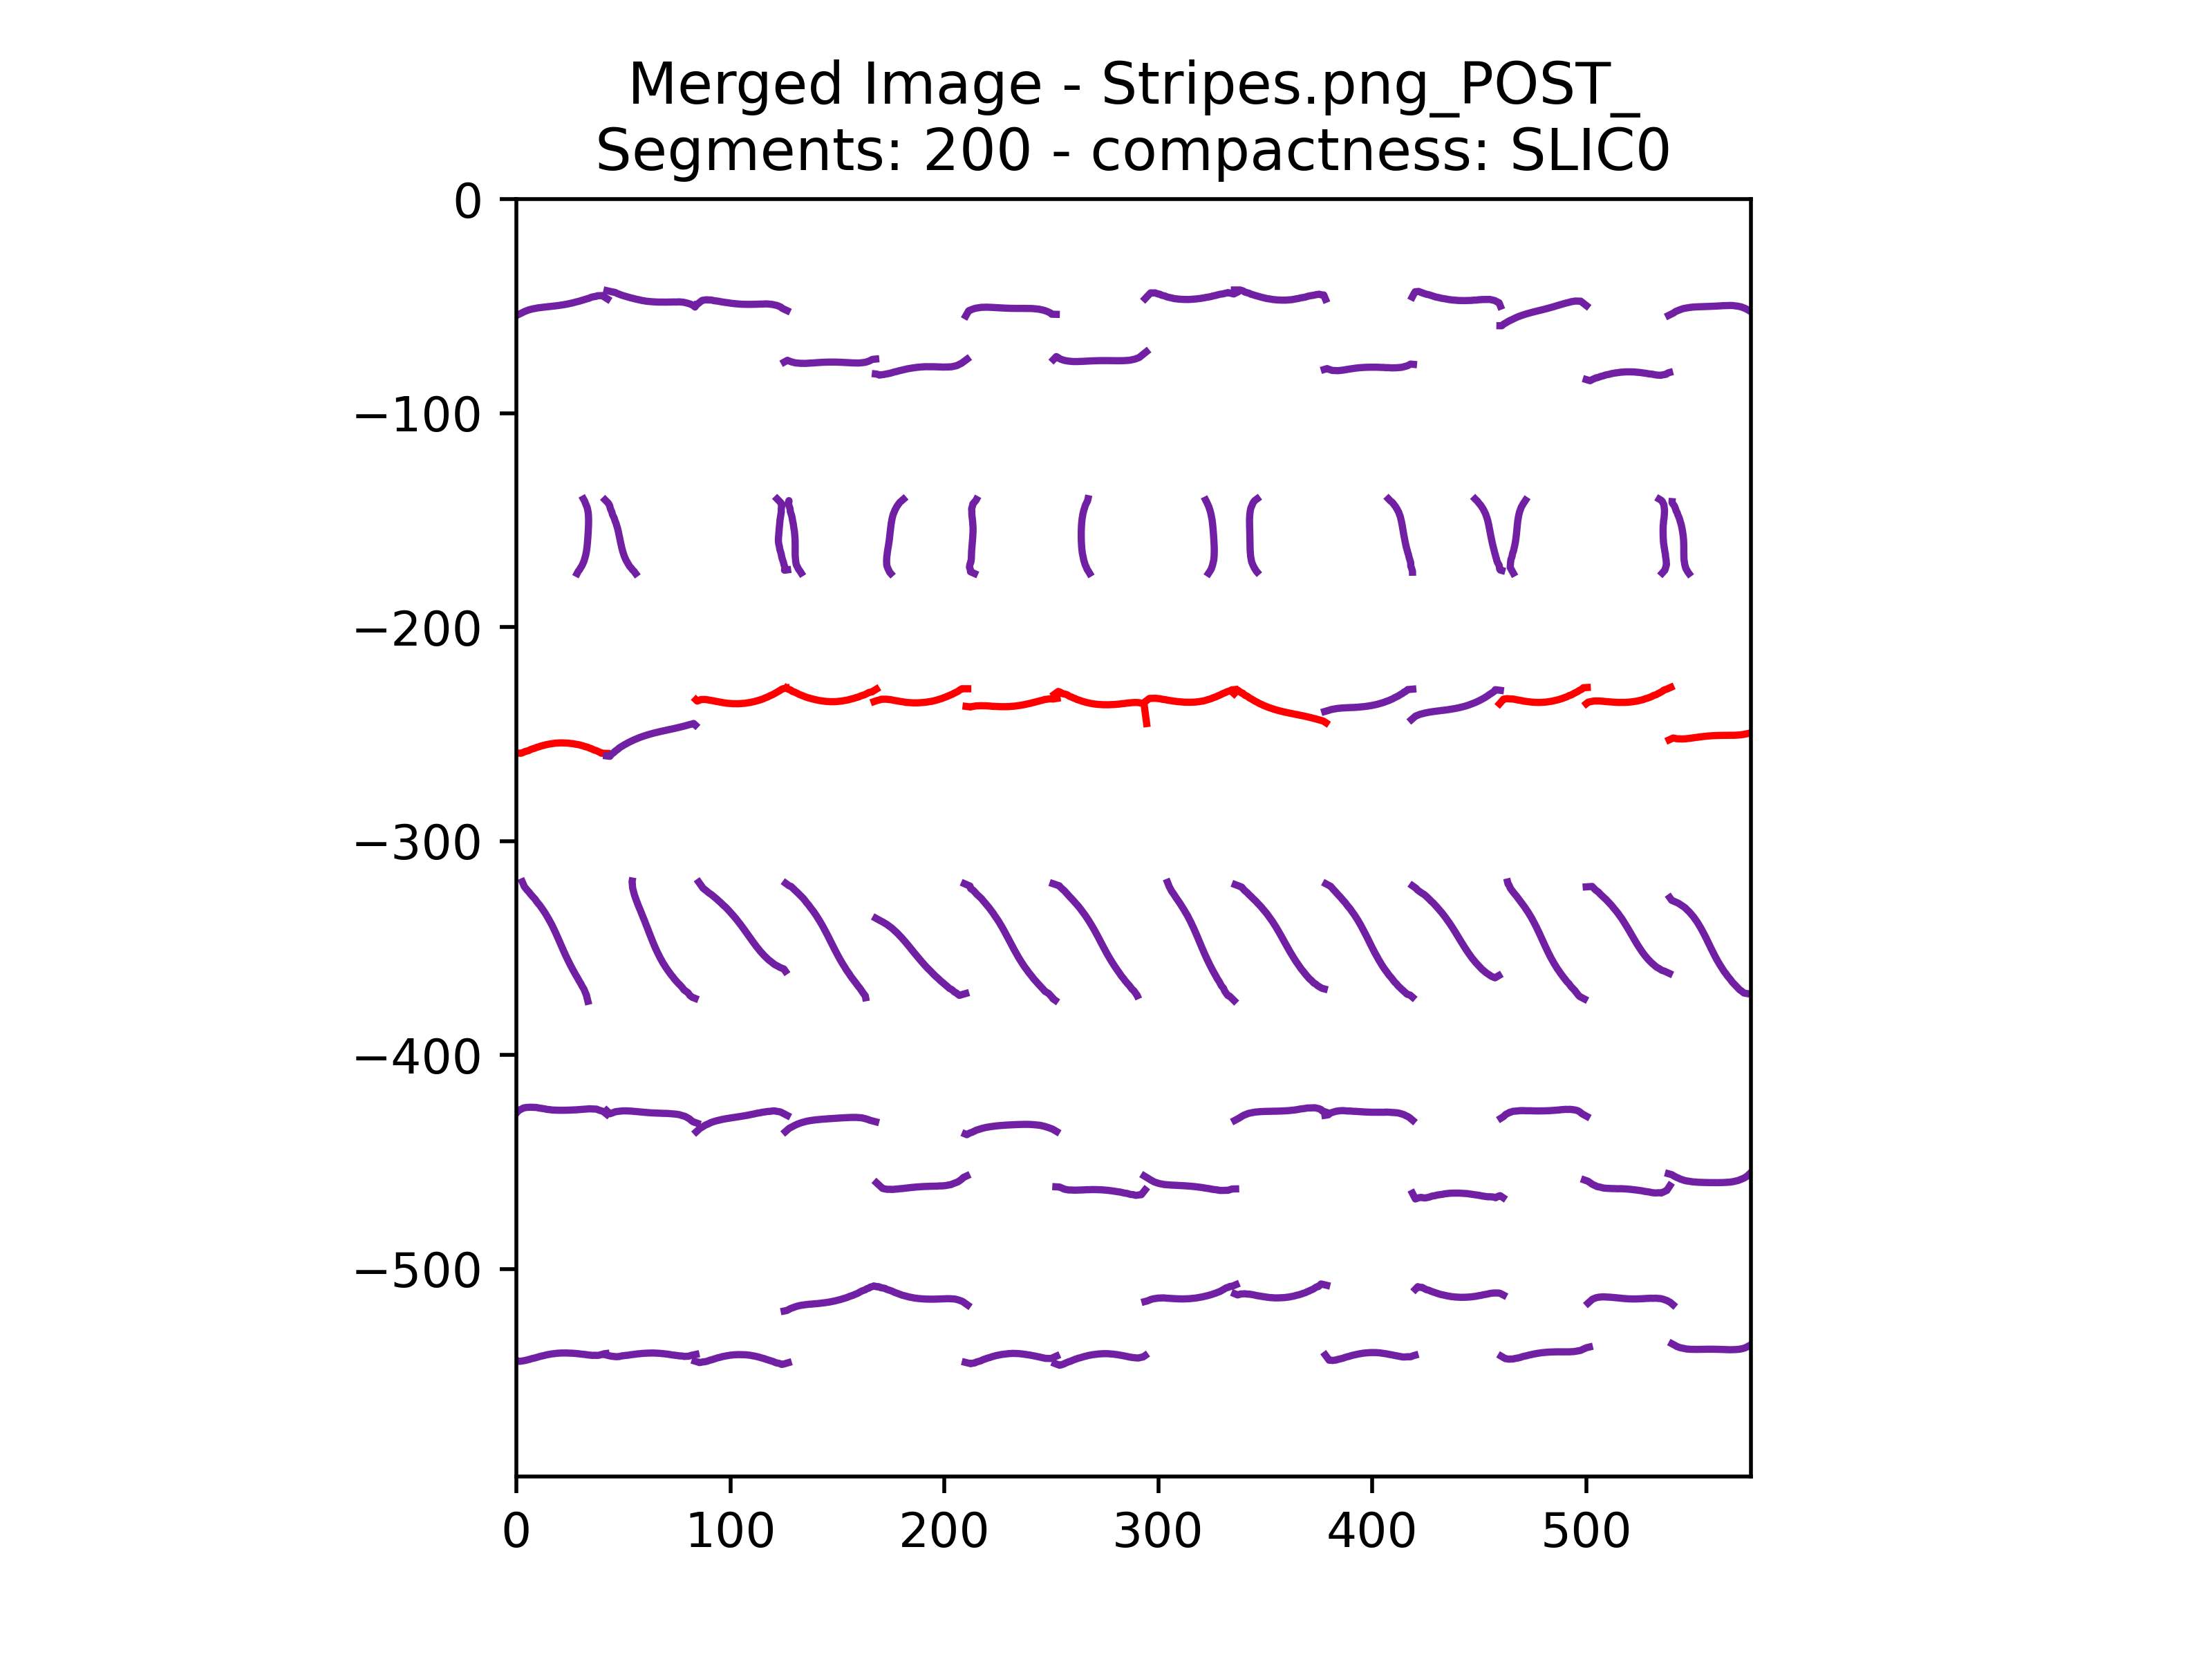 Merged Image - Stripes.png_POST_
Segments: 200 - compactness: SLIC0
0
−100
−200
−300
−400
−500
0 100 200 300 400 500